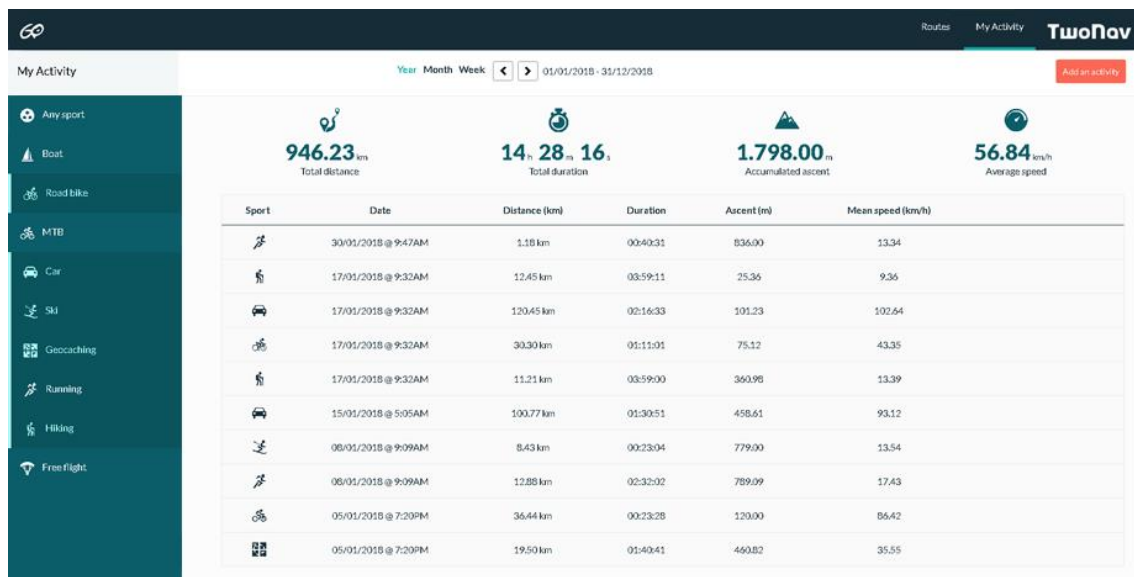 GO
Routes My Activity TwoNav
My Activity
Year Month Week < > 01/01/2018 - 31/12/2018
Add an activity
Any sport
Boat
Road bike
MTB
Car
Ski
Geocaching
Running
Hiking
Free flight
946.23 km 14 h 28 m 16 s 1.798.00 m 56.84 km/h
Total distance Total duration Accumulated ascent Average speed
Sport Date Distance (km) Duration Ascent (m) Mean speed (km/h)
30/01/2018 @ 9:47AM 1.18 km 00:40:31 836.00 13.34
17/01/2018 @ 9:32AM 12.45 km 03:59:11 25.36 9.36
17/01/2018 @ 9:32AM 120.45 km 02:16:33 101.23 102.64
17/01/2018 @ 9:32AM 30.30 km 01:11:01 75.12 43.35
17/01/2018 @ 9:32AM 11.21 km 03:59:00 360.98 13.39
15/01/2018 @ 5:05AM 100.77 km 01:30:51 458.61 93.12
08/01/2018 @ 9:09AM 8.43 km 00:23:04 779.00 13.54
08/01/2018 @ 9:09AM 12.88 km 02:32:02 789.09 17.43
05/01/2018 @ 7:20PM 36.44 km 00:23:28 120.00 86.42
05/01/2018 @ 7:20PM 19.50 km 01:40:41 460.82 35.55